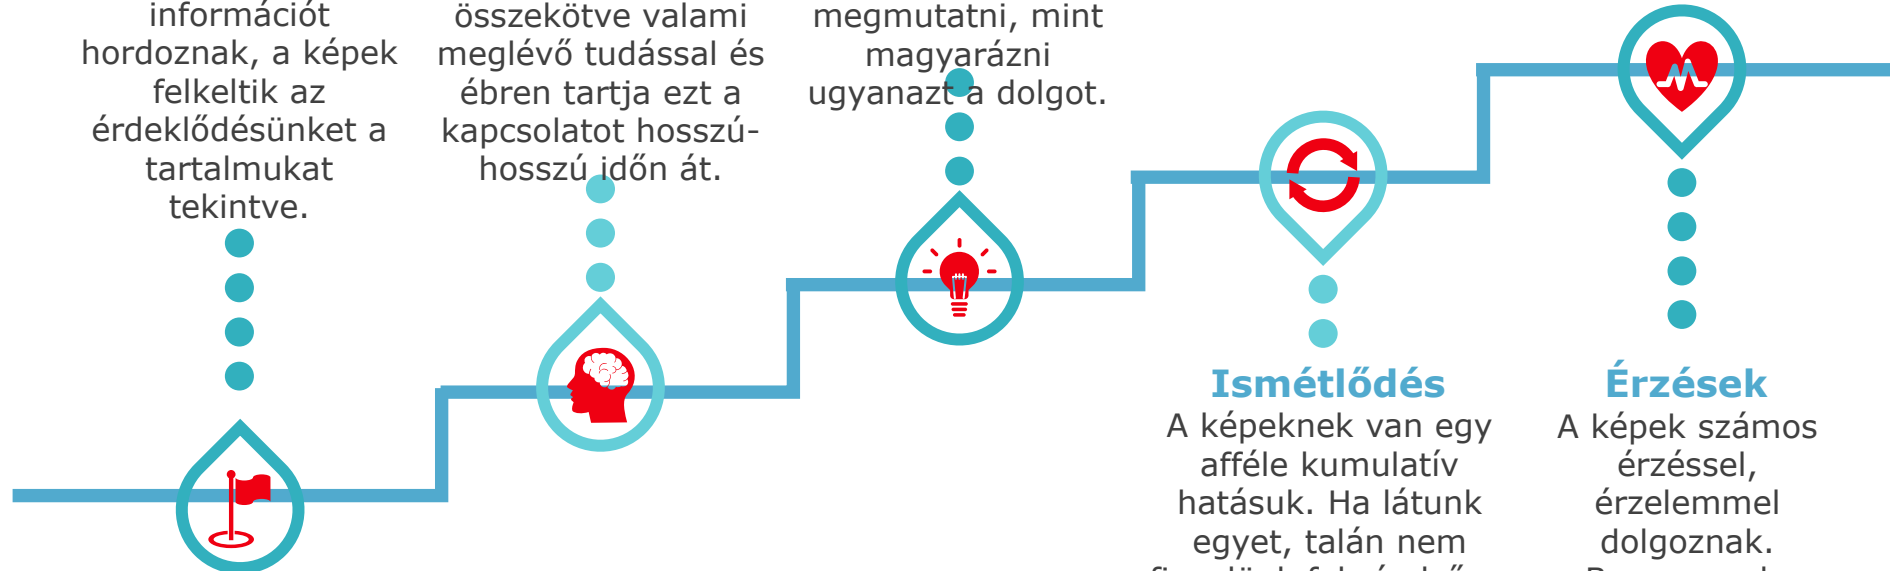 információt
hordoznak, a képek
felkeltik az
érdeklődésünket a
tartalmukat
tekintve.
összekötve valami
meglévő tudással és
ébren tartja ezt a
kapcsolatot hosszú-
hosszú időn át.
megmutatni, mint
magyarázni
ugyanazt a dolgot.
Ismétlődés
A képeknek van egy
afféle kumulatív
hatásuk. Ha látunk
egyet, talán nem
Érzések
A képek számos
érzéssel,
érzelemmel
dolgoznak.